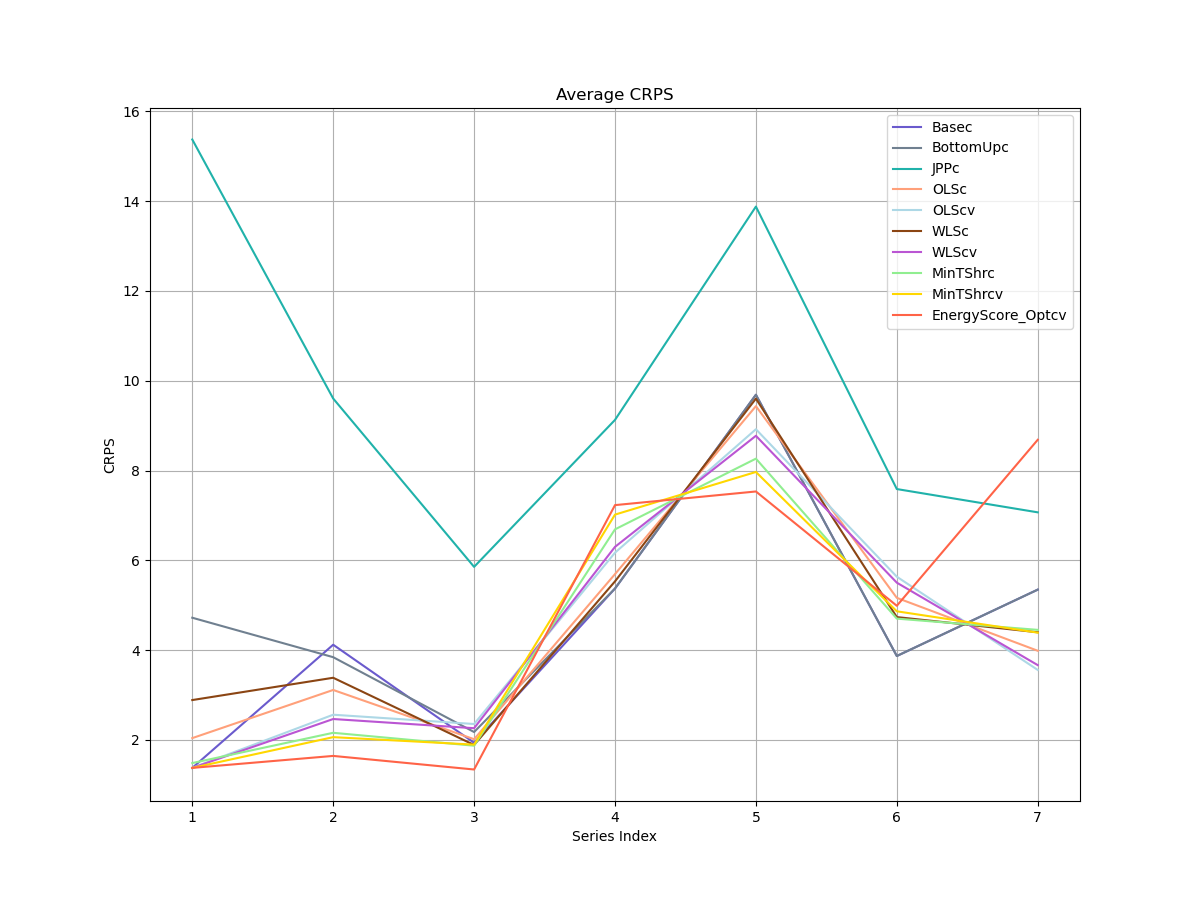 Average CRPS
16
14
12
10
8
6
4
2
CRPS
Basec
BottomUpc
JPPc
OLSc
OLScv
WLSc
WLScv
MinTShrc
MinTShrcv
EnergyScore_Optcv
1 2 3 4 5 6 7
Series Index